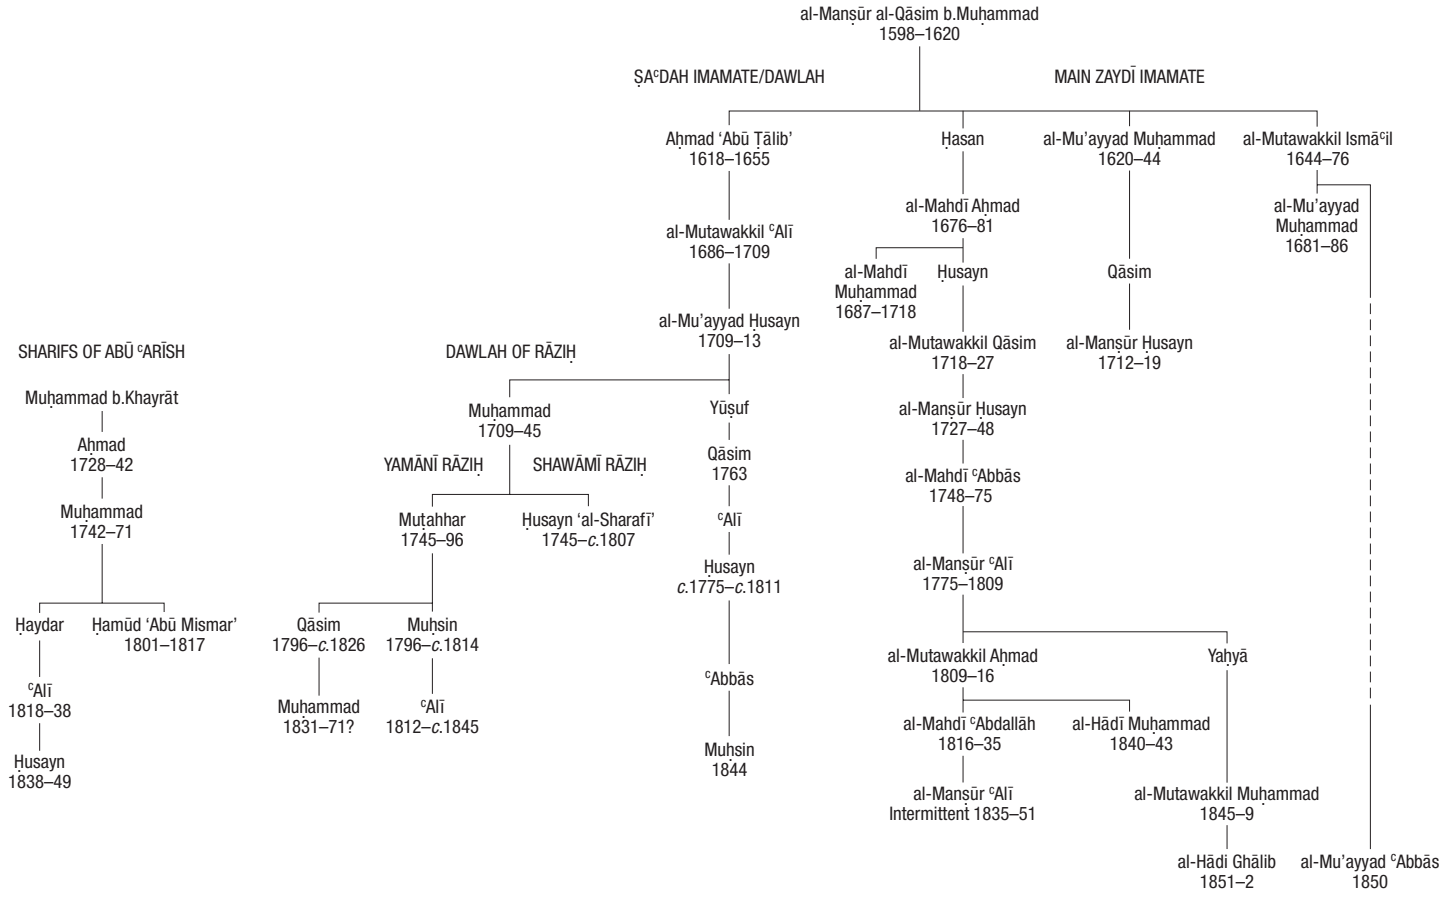 al-Manṣūr al-Qāsim b.Muḥammad
1598–1620
ṢAᶜDAH IMAMATE/DAWLAH
MAIN ZAYDĪ IMAMATE
Aḥmad ‘Abū Ṭālib’
1618–1655
Ḥasan
al-Mu’ayyad Muḥammad
1620–44
al-Mutawakkil Ismāᶜil
1644–76
al-Mahdī Aḥmad
1676–81
al-Mu’ayyad
Muḥammad
1681–86
al-Mutawakkil ᶜAlī
1686–1709
al-Mahdī
Muḥammad
1687–1718
Ḥusayn
Qāsim
al-Mu’ayyad Ḥusayn
1709–13
al-Mutawakkil Qāsim
1718–27
al-Manṣūr Ḥusayn
1712–19
SHARIFS OF ABŪ ᶜARĪSH
DAWLAH OF RĀZIḤ
Muḥammad b.Khayrāt
Muḥammad
1709–45
Yūṣuf
al-Manṣūr Ḥusayn
1727–48
Aḥmad
1728–42
YAMĀNĪ RĀZIḤ
SHAWĀMĪ RĀZIḤ
Qāsim
1763
al-Mahdī ᶜAbbās
1748–75
Muḥammad
1742–71
Muṭahhar
1745–96
Ḥusayn ‘al-Sharafī’
1745–c.1807
ᶜAlī
Ḥusayn
c.1775–c.1811
al-Manṣūr ᶜAlī
1775–1809
Ḥaydar
Ḥamūd ‘Abū Mismar’
1801–1817
Qāsim
1796–c.1826
Muḥsin
1796–c.1814
al-Mutawakkil Aḥmad
1809–16
Yaḥyā
ᶜAlī
1818–38
Muḥammad
1831–71?
ᶜAlī
1812–c.1845
ᶜAbbās
al-Mahdī ᶜAbdallāh
1816–35
al-Hādī Muḥammad
1840–43
Ḥusayn
1838–49
Muḥsin
1844
al-Manṣūr ᶜAlī
Intermittent 1835–51
al-Mutawakkil Muḥammad
1845–9
al-Hādi Ghālib
1851–2
al-Mu’ayyad ᶜAbbās
1850